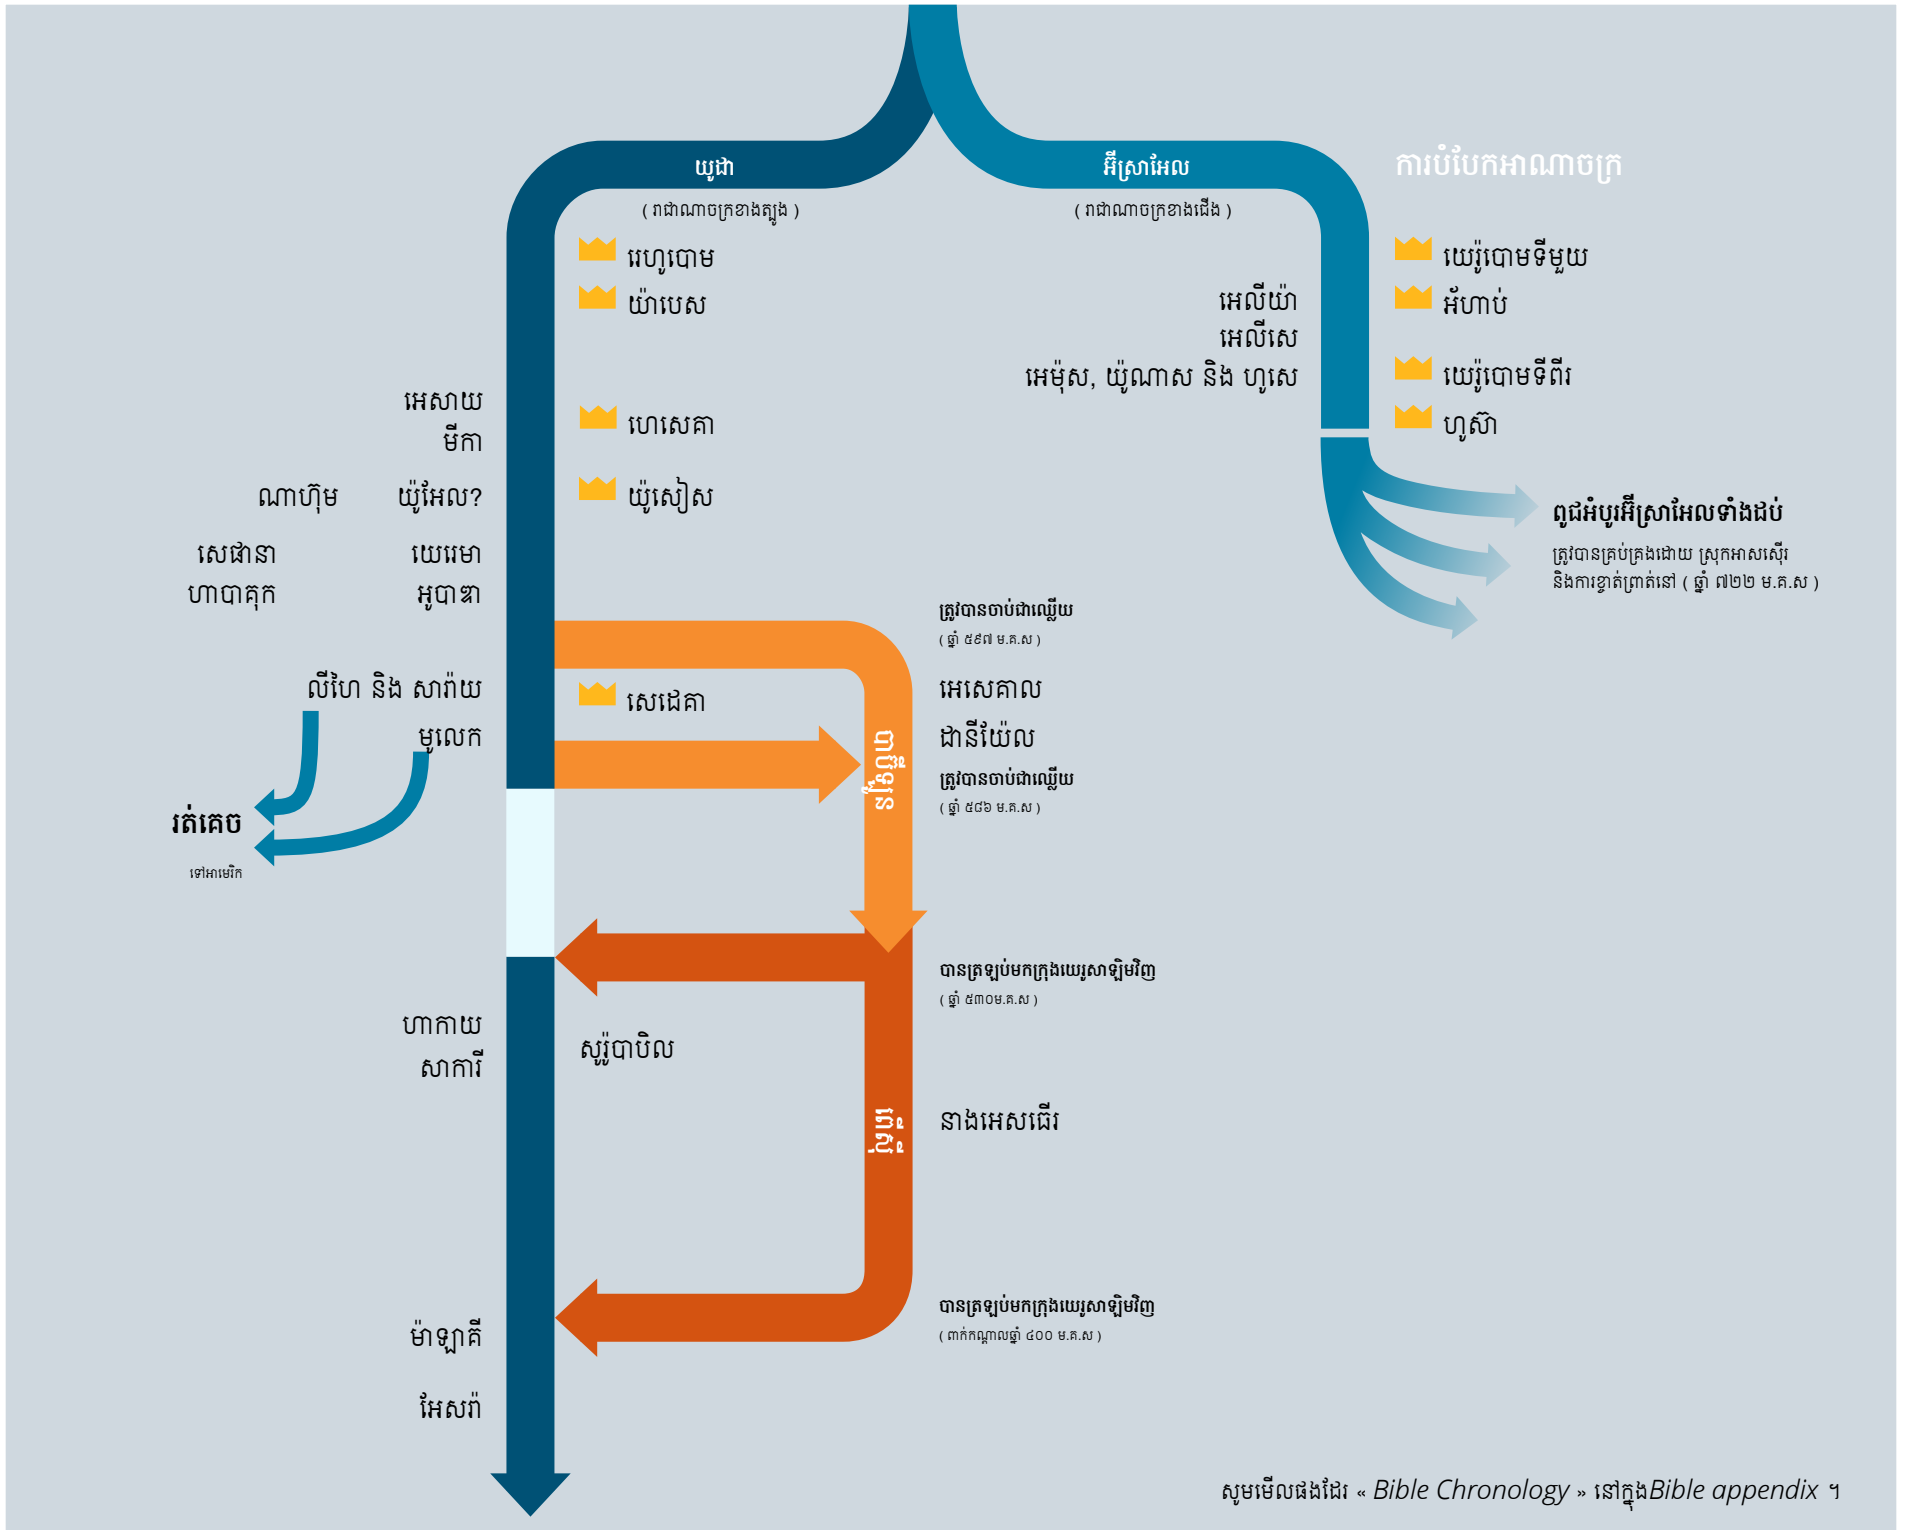 យូដា
( រាជាណាចក្រខាងត្បូង )
អ៊ីស្រាអែល
( រាជាណាចក្រខាងជើង )
ការបំបែកអាណាចក្រ
រេហូបោម
យ៉ាបេស
ហេសេគា
យ៉ូសៀស
សេដេគា
អេលីយ៉ា
អេលីសេ
អេម៉ុស, យ៉ូណាស និង ហូសេ
យេរ៉ូបោមទីមួយ
អ័ហាប់
យេរ៉ូបោមទីពីរ
ហូស៊ា
ពូជអំបូរអ៊ីស្រាអែលទាំងដប់
ត្រូវបានគ្រប់គ្រងដោយ ស្រុកអាសស៊ើរ
និងការខ្ចាត់ព្រាត់នៅ ( ឆ្នាំ ៧២២ ម.គ.ស )
អេសាយ
មីកា
ណាហ៊ុម
យ៉ូអែល?
សេផានា
យេរេមា
ហាបាគុក
អូបាឌា
លីហៃ និង សារ៉ាយ
មូលេក
រត់គេច
ទៅអាមេរិក
ត្រូវបានចាប់ជាឈ្លើយ
( ឆ្នាំ ៥៩៧ ម.គ.ស )
អេសេគាល
ដានីយ៉ែល
ត្រូវបានចាប់ជាឈ្លើយ
( ឆ្នាំ ៥៨៦ ម.គ.ស )
បាប៊ីឡូន
បានត្រឡប់មកក្រុងយេរូសាឡិមវិញ
( ឆ្នាំ ៥៣០ម.គ.ស )
ហាកាយ
សាការី
សូរ៉ូបាបិល
ពើស៊ី
នាងអេសធើរ
បានត្រឡប់មកក្រុងយេរូសាឡិមវិញ
( ពាក់កណ្ដាលឆ្នាំ ៤០០ ម.គ.ស )
ម៉ាឡាគី
អែសរ៉ា
សូមមើលផងដែរ « Bible Chronology » នៅក្នុងBible appendix ។